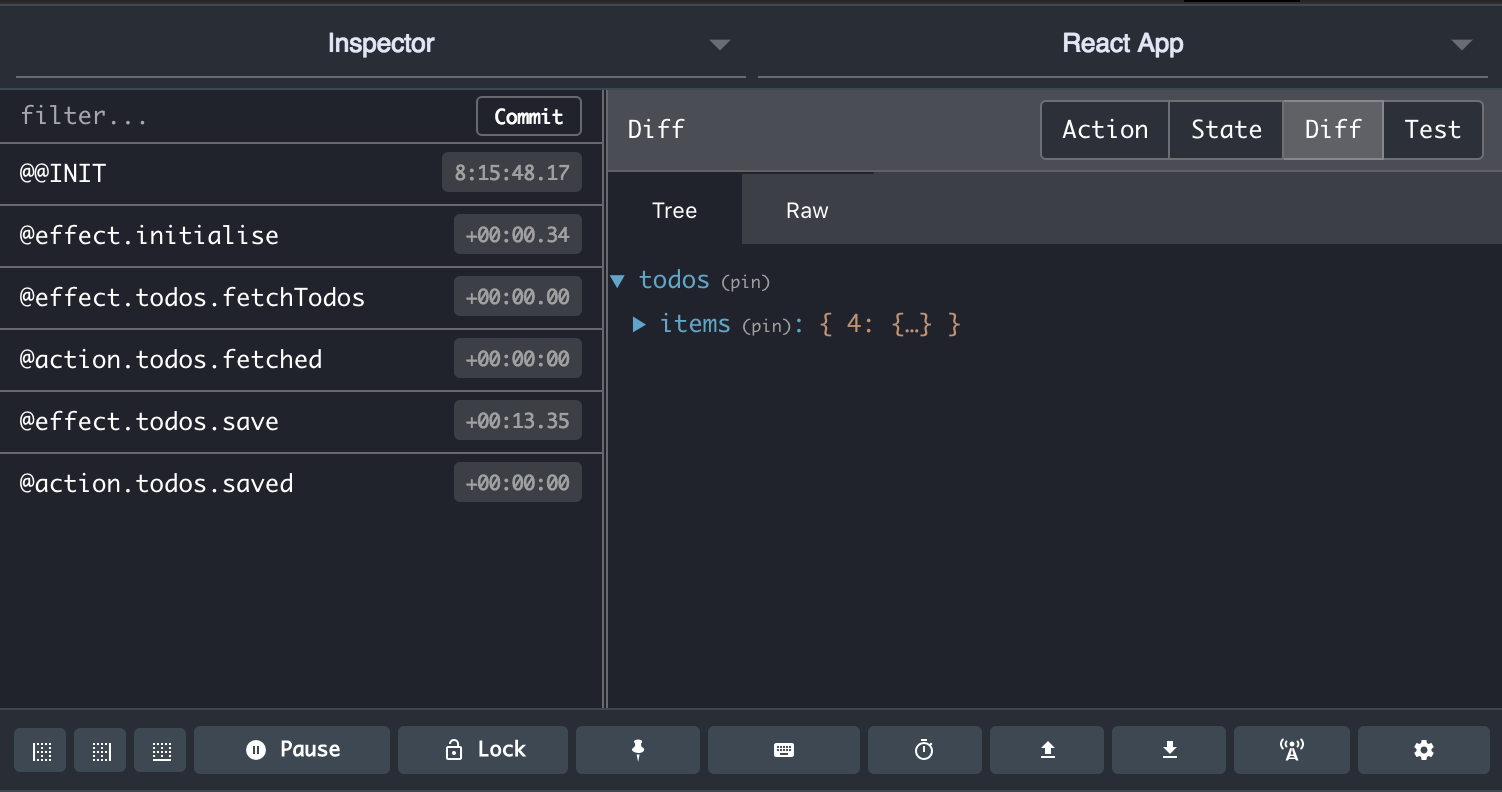 Inspector
React App
filter...
Commit
Diff
Action
State
Diff
Test
@@INIT
8:15:48.17
Tree
Raw
@effect.initialise
+00:00.34
todos (pin)
@effect.todos.fetchTodos
+00:00.00
items (pin): { 4: {…} }
@action.todos.fetched
+00:00:00
@effect.todos.save
+00:13.35
@action.todos.saved
+00:00:00
Pause
Lock